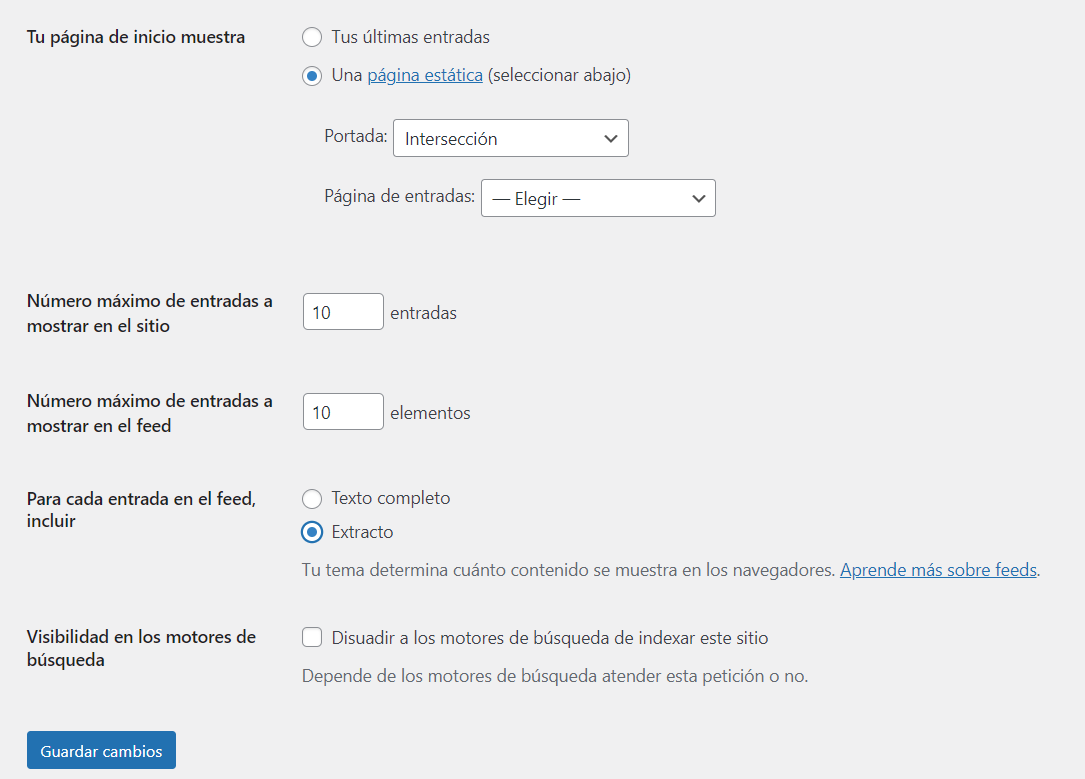 Tu página de inicio muestra
Tus últimas entradas
Una página estática (seleccionar abajo)
Portada: Intersección
Página de entradas: — Elegir —
Número máximo de entradas a
mostrar en el sitio
10 entradas
Número máximo de entradas a
mostrar en el feed
10 elementos
Para cada entrada en el feed,
incluir
Texto completo
Extracto
Tu tema determina cuánto contenido se muestra en los navegadores. Aprende más sobre feeds.
Visibilidad en los motores de
búsqueda
Disuadir a los motores de búsqueda de indexar este sitio
Depende de los motores de búsqueda atender esta petición o no.
Guardar cambios